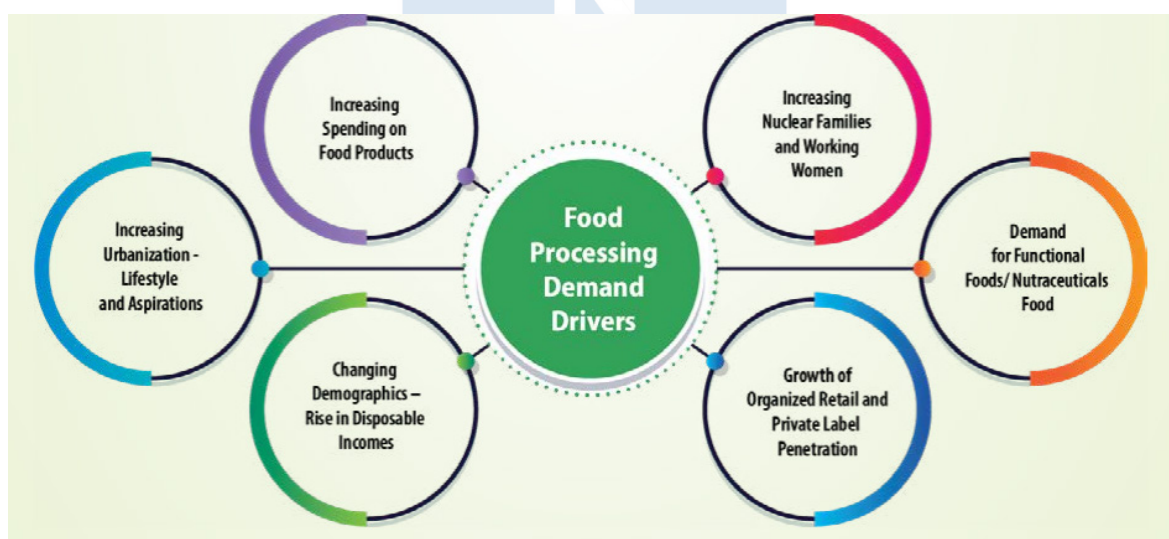 Increasing
Spending on
Food Products
Increasing
Nuclear Families
and Working
Women
Increasing
Urbanization -
Lifestyle
and Aspirations
Food
Processing
Demand
Drivers
Demand
for Functional
Foods/ Nutraceuticals
Food
Changing
Demographics –
Rise in Disposable
Incomes
Growth of
Organized Retail and
Private Label
Penetration